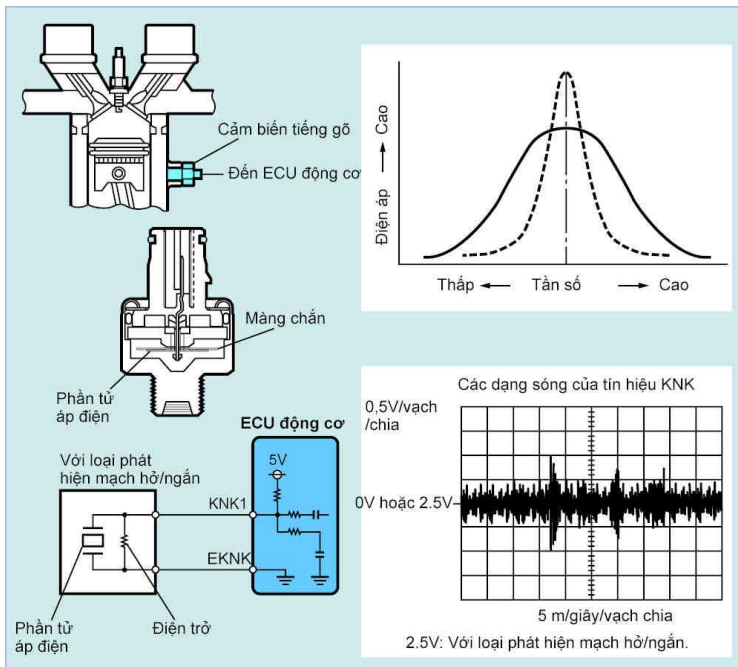 Cảm biến tiếng gõ
Đến ECU động cơ
Màng chắn
Phần tử
áp điện
ECU động cơ
Với loại phát
hiện mạch hở/ngắn
5V
KNK1
EKNK
Phần tử
áp điện
Điện trở
Điện áp
Cao
Thấp
Tần số
Cao
Các dạng sóng của tín hiệu KNK
0,5V/vạch
/chia
0V hoặc 2.5V
5 m/giây/vạch chia
2.5V: Với loại phát hiện mạch hở/ngắn.